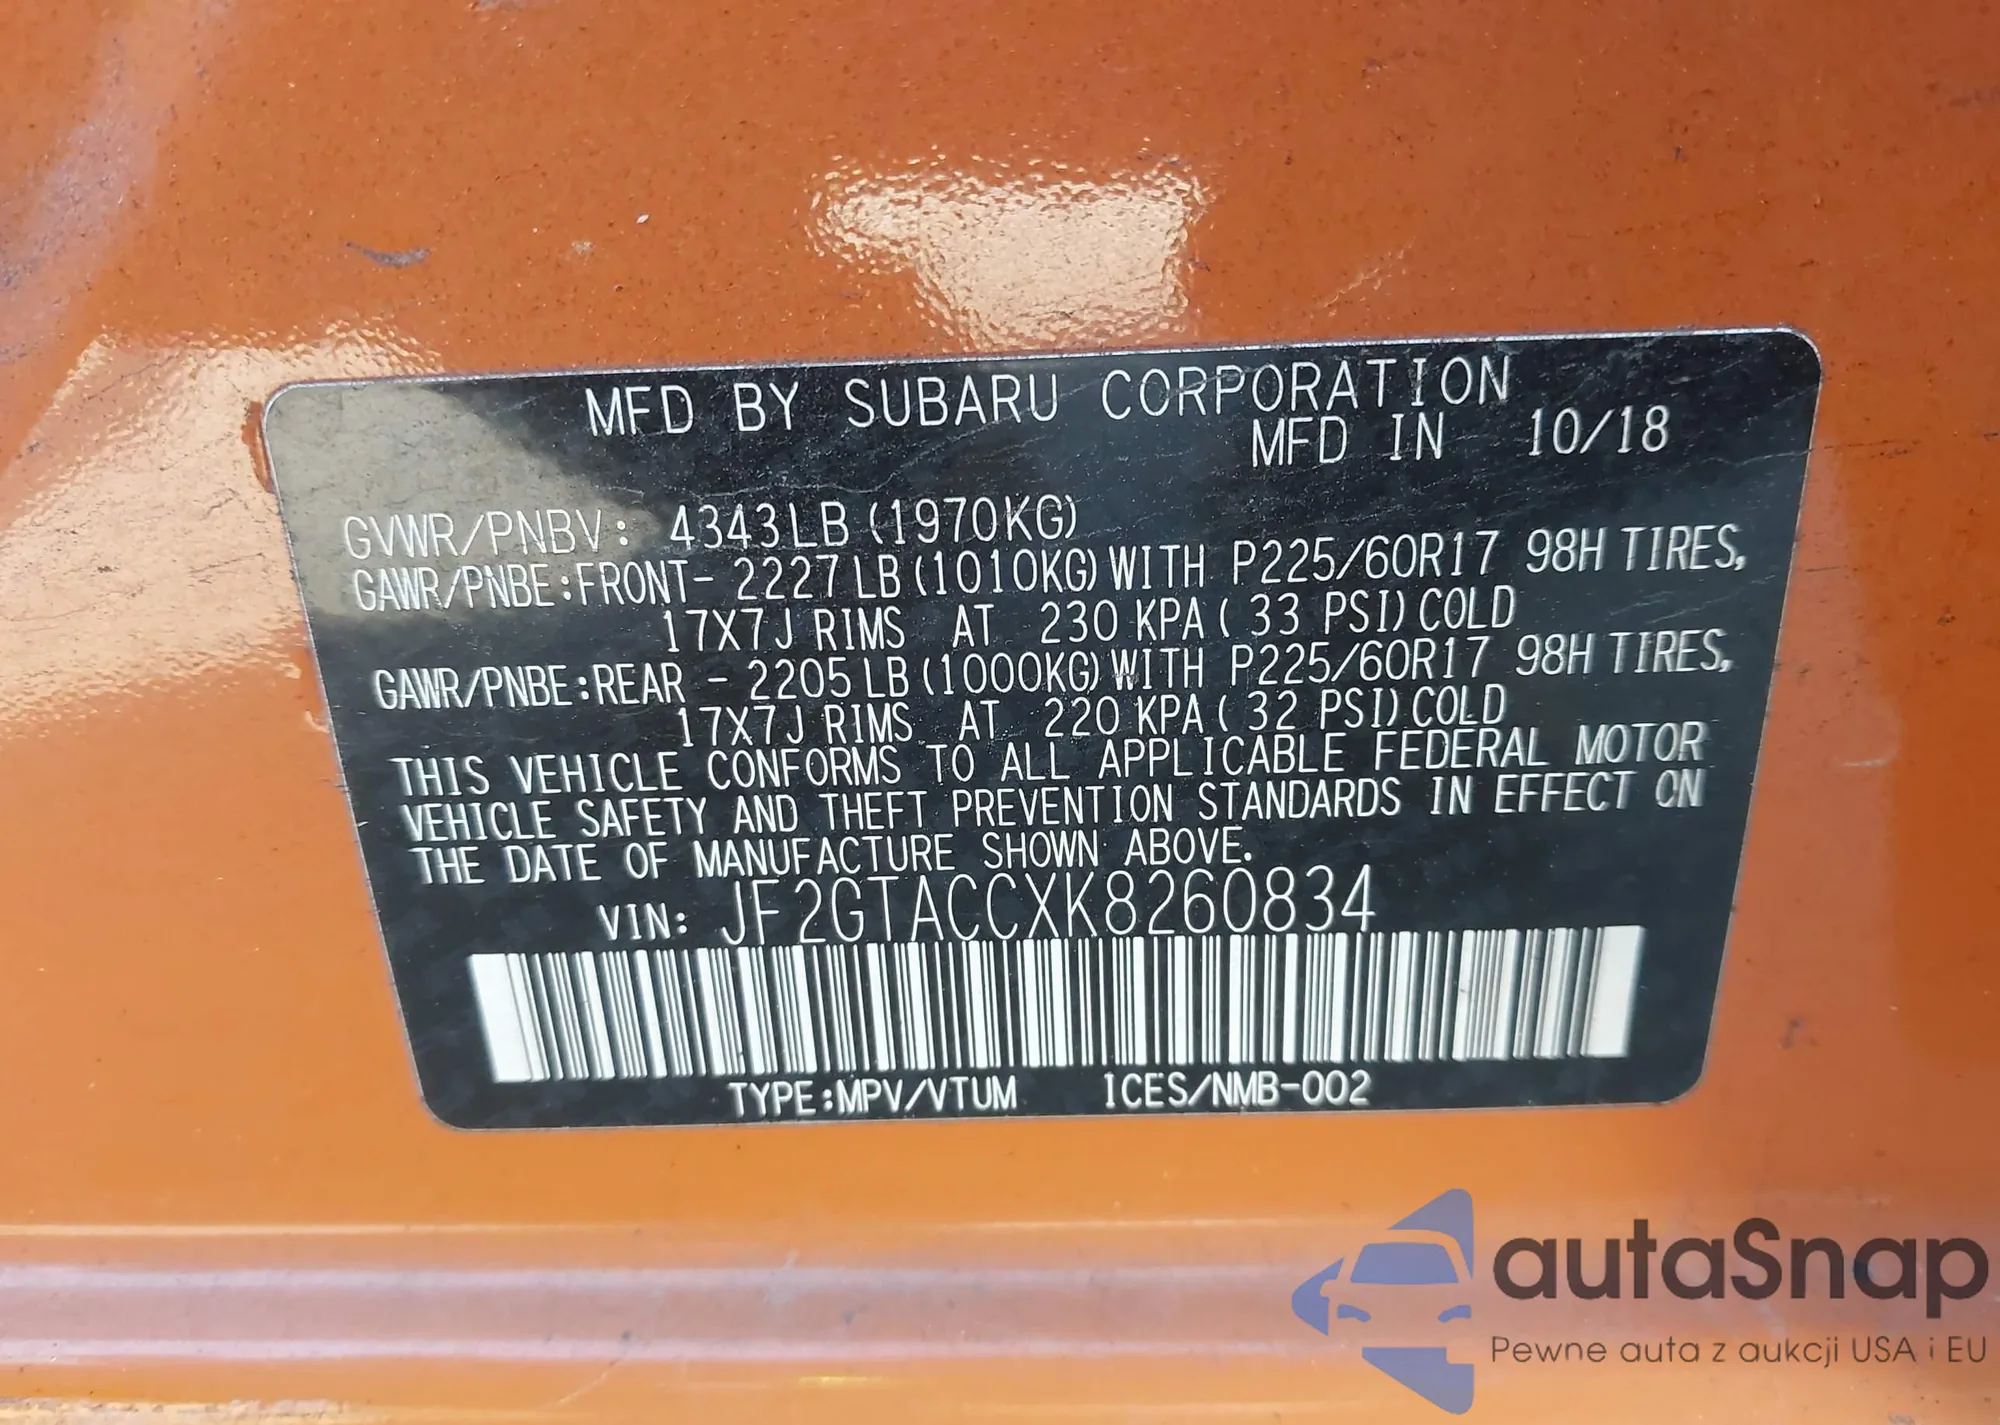 MFD BY SUBARU CORPORATION
MFD IN 10/18
GVWR/PNBV: 4343LB (1970KG)
GAWR/PNBE:FRONT- 2227LB(1010KG)WITH P225/60R17 98H TIRES,
17X7J RIMS AT 230 KPA( 33 PSI)COLD
GAWR/PNBE:REAR - 2205LB(1000KG)WITH P225/60R17 98H TIRES,
17X7J RIMS AT 220 KPA( 32 PSI)COLD
THIS VEHICLE CONFORMS TO ALL APPLICABLE FEDERAL MOTOR
VEHICLE SAFETY AND THEFT PREVENTION STANDARDS IN EFFECT ON
THE DATE OF MANUFACTURE SHOWN ABOVE.
VIN: JF2GTACCXK8260834
TYPE:MPV/VTUM ICES/NMB-002
autaSnap
Pewne auta z aukcji USA i EU